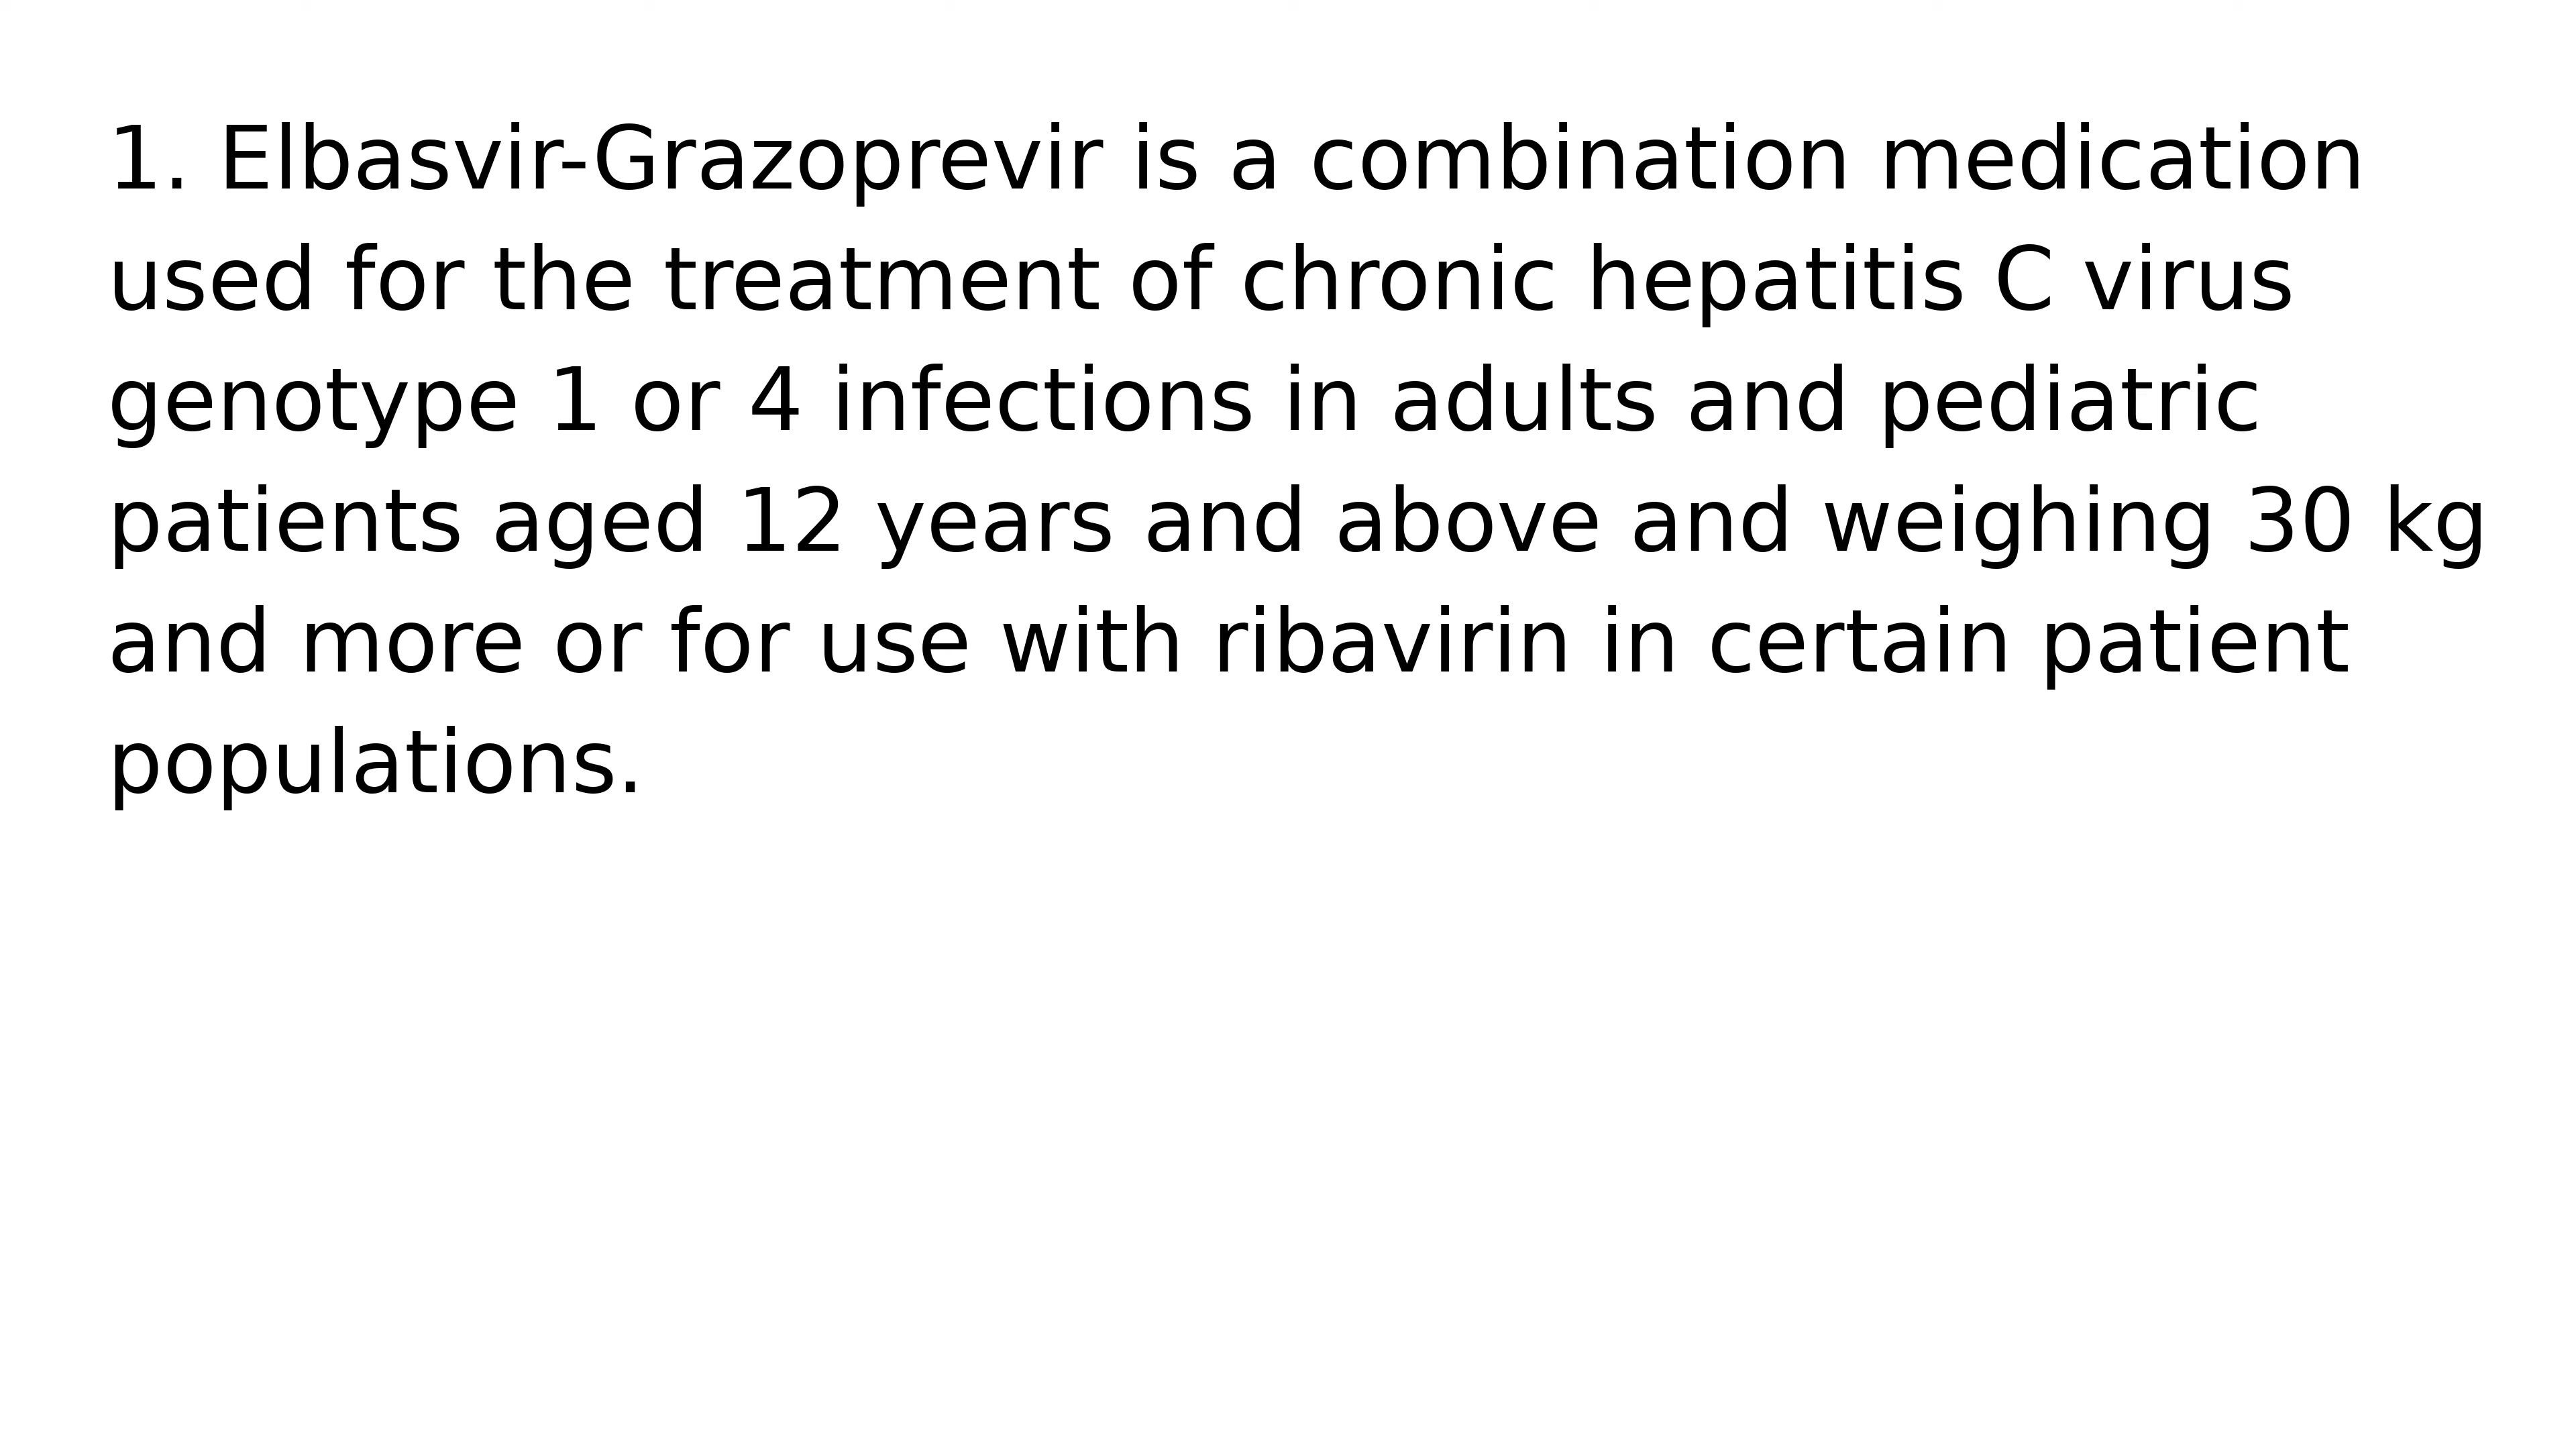 1. Elbasvir-Grazoprevir is a combination medication
used for the treatment of chronic hepatitis C virus
genotype 1 or 4 infections in adults and pediatric
patients aged 12 years and above and weighing 30 kg
and more or for use with ribavirin in certain patient
populations.